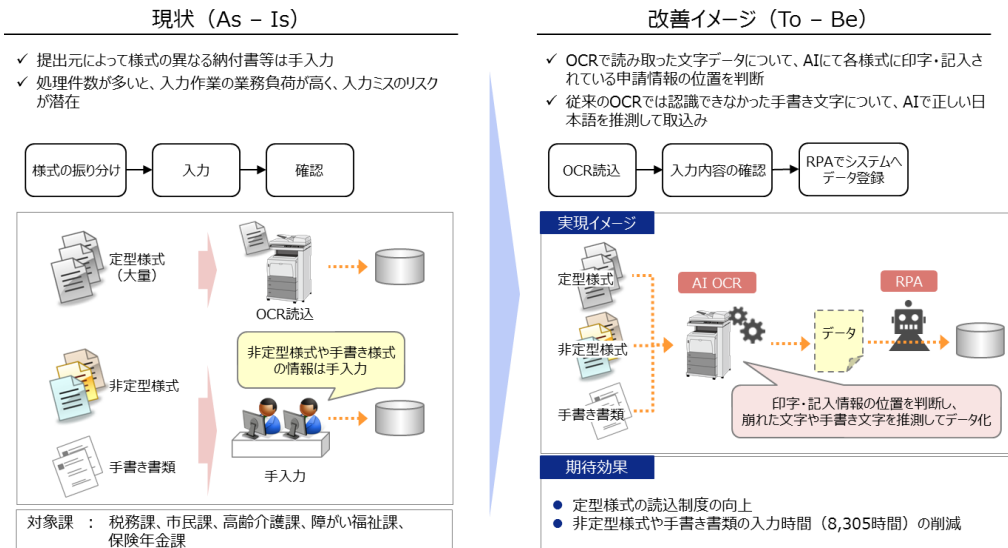 現状（As – Is）
✓ 提出元によって様式の異なる納付書等は手入力
✓ 処理件数が多いと、入力作業の業務負荷が高く、入力ミスのリスク
が潜在
様式の振り分け
入力
確認
定型様式
（大量）
OCR読込
非定型様式や手書き様式
の情報は手入力
非定型様式
手書き書類
手入力
対象課　：　税務課、市民課、高齢介護課、障がい福祉課、
保険年金課
改善イメージ（To – Be）
✓ OCRで読み取った文字データについて、AIにて各様式に印字・記入さ
れている申請情報の位置を判断
✓ 従来のOCRでは認識できなかった手書き文字について、AIで正しい日
本語を推測して取込み
OCR読込
入力内容の確認
RPAでシステムへ
データ登録
実現イメージ
定型様式
AI OCR
RPA
データ
非定型様式
手書き書類
印字・記入情報の位置を判断し、
崩れた文字や手書き文字を推測してデータ化
期待効果
● 定型様式の読込制度の向上
● 非定型様式や手書き書類の入力時間（8,305時間）の削減